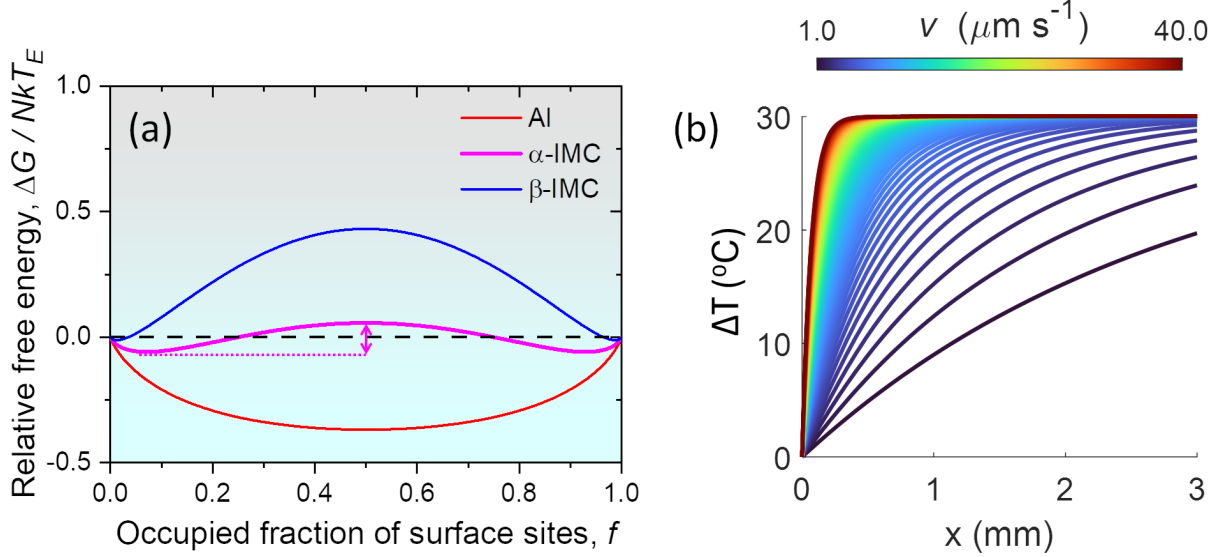 (a)
Relative free energy, ΔG / NkT_E
1.0
0.5
0.0
-0.5
Al
α-IMC
β-IMC
0.0 0.2 0.4 0.6 0.8 1.0
Occupied fraction of surface sites, f
1.0 v (μm s⁻¹) 40.0
(b)
ΔT (ºC)
30
20
10
0
0 1 2 3
x (mm)